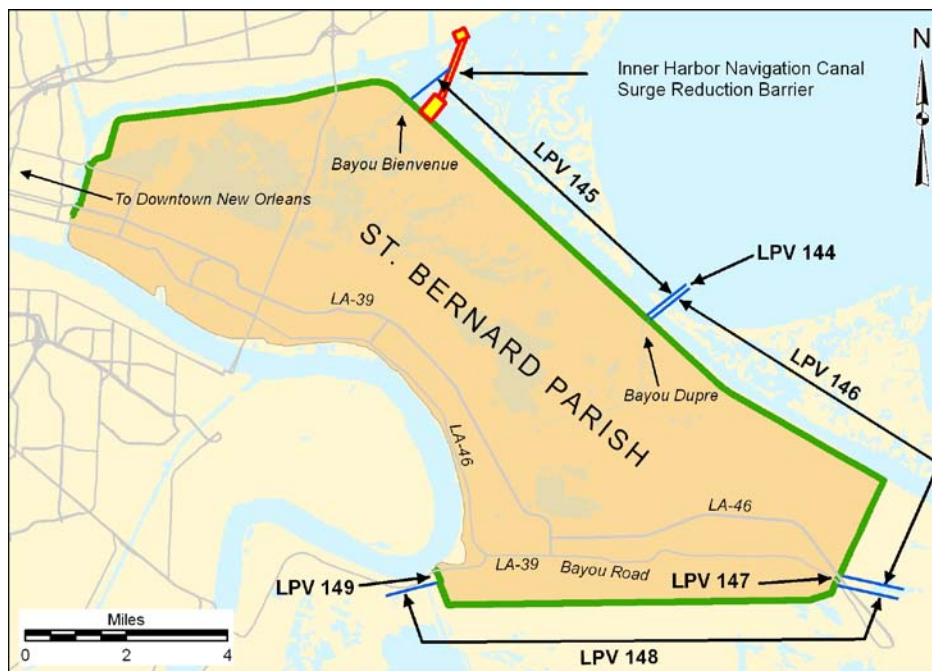 N
Inner Harbor Navigation Canal
Surge Reduction Barrier
Bayou Bienvenue
LPV 145
To Downtown New Orleans
LPV 144
ST. BERNARD PARISH
LA-39
LPV 146
Bayou Dupre
LA-46
LA-46
LA-39
Bayou Road
LPV 147
LPV 149
Miles
0
2
4
LPV 148